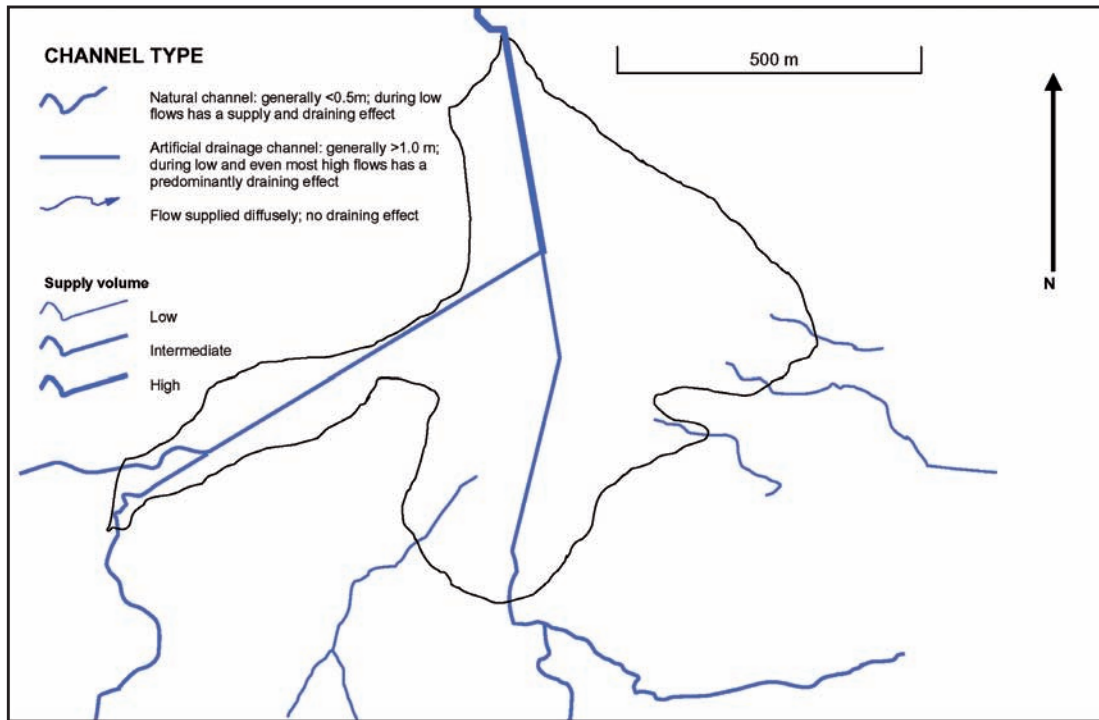 CHANNEL TYPE
Natural channel: generally <0.5m; during low
flows has a supply and draining effect
Artificial drainage channel: generally >1.0 m;
during low and even most high flows has a
predominantly draining effect
Flow supplied diffusely; no draining effect
Supply volume
Low
Intermediate
High
500 m
N